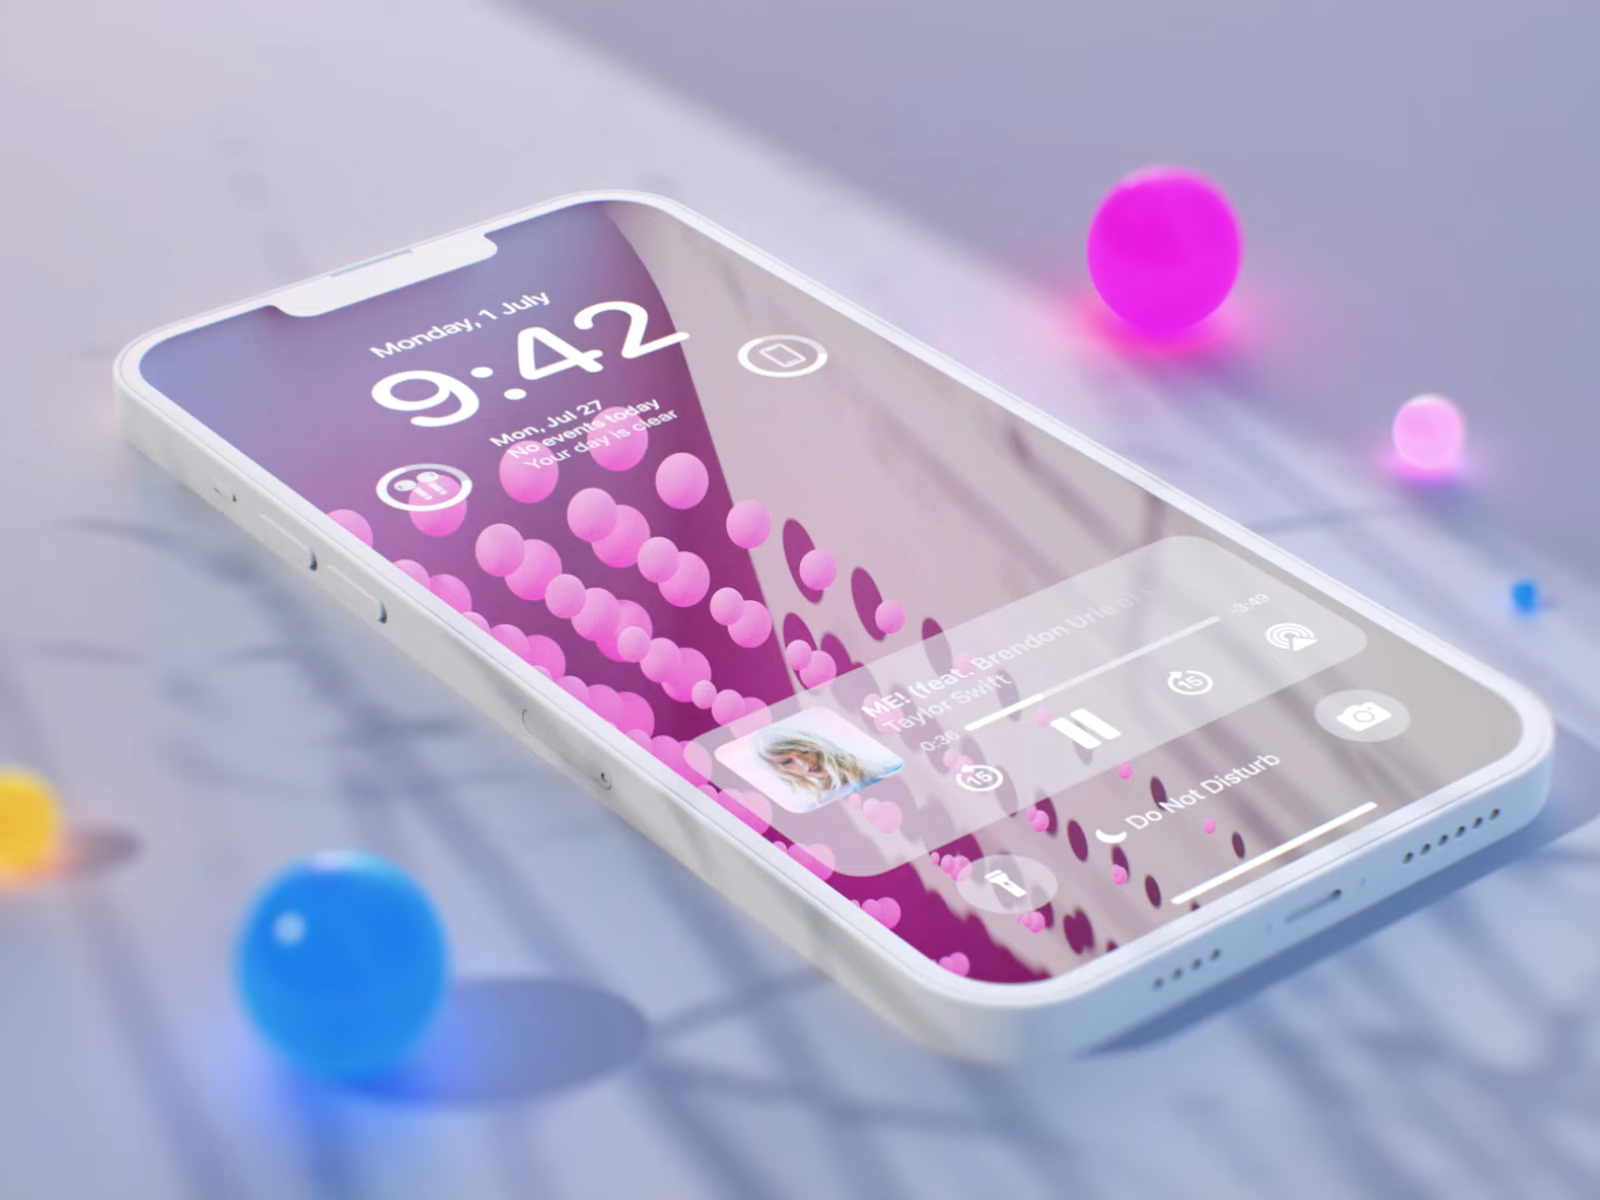 Monday, 1 July
9:42
Mon, Jul 27
No events today
Your day is clear
ME! (feat. Brendon Urie of
Taylor Swift
0:36
-3:49
15
15
Do Not Disturb